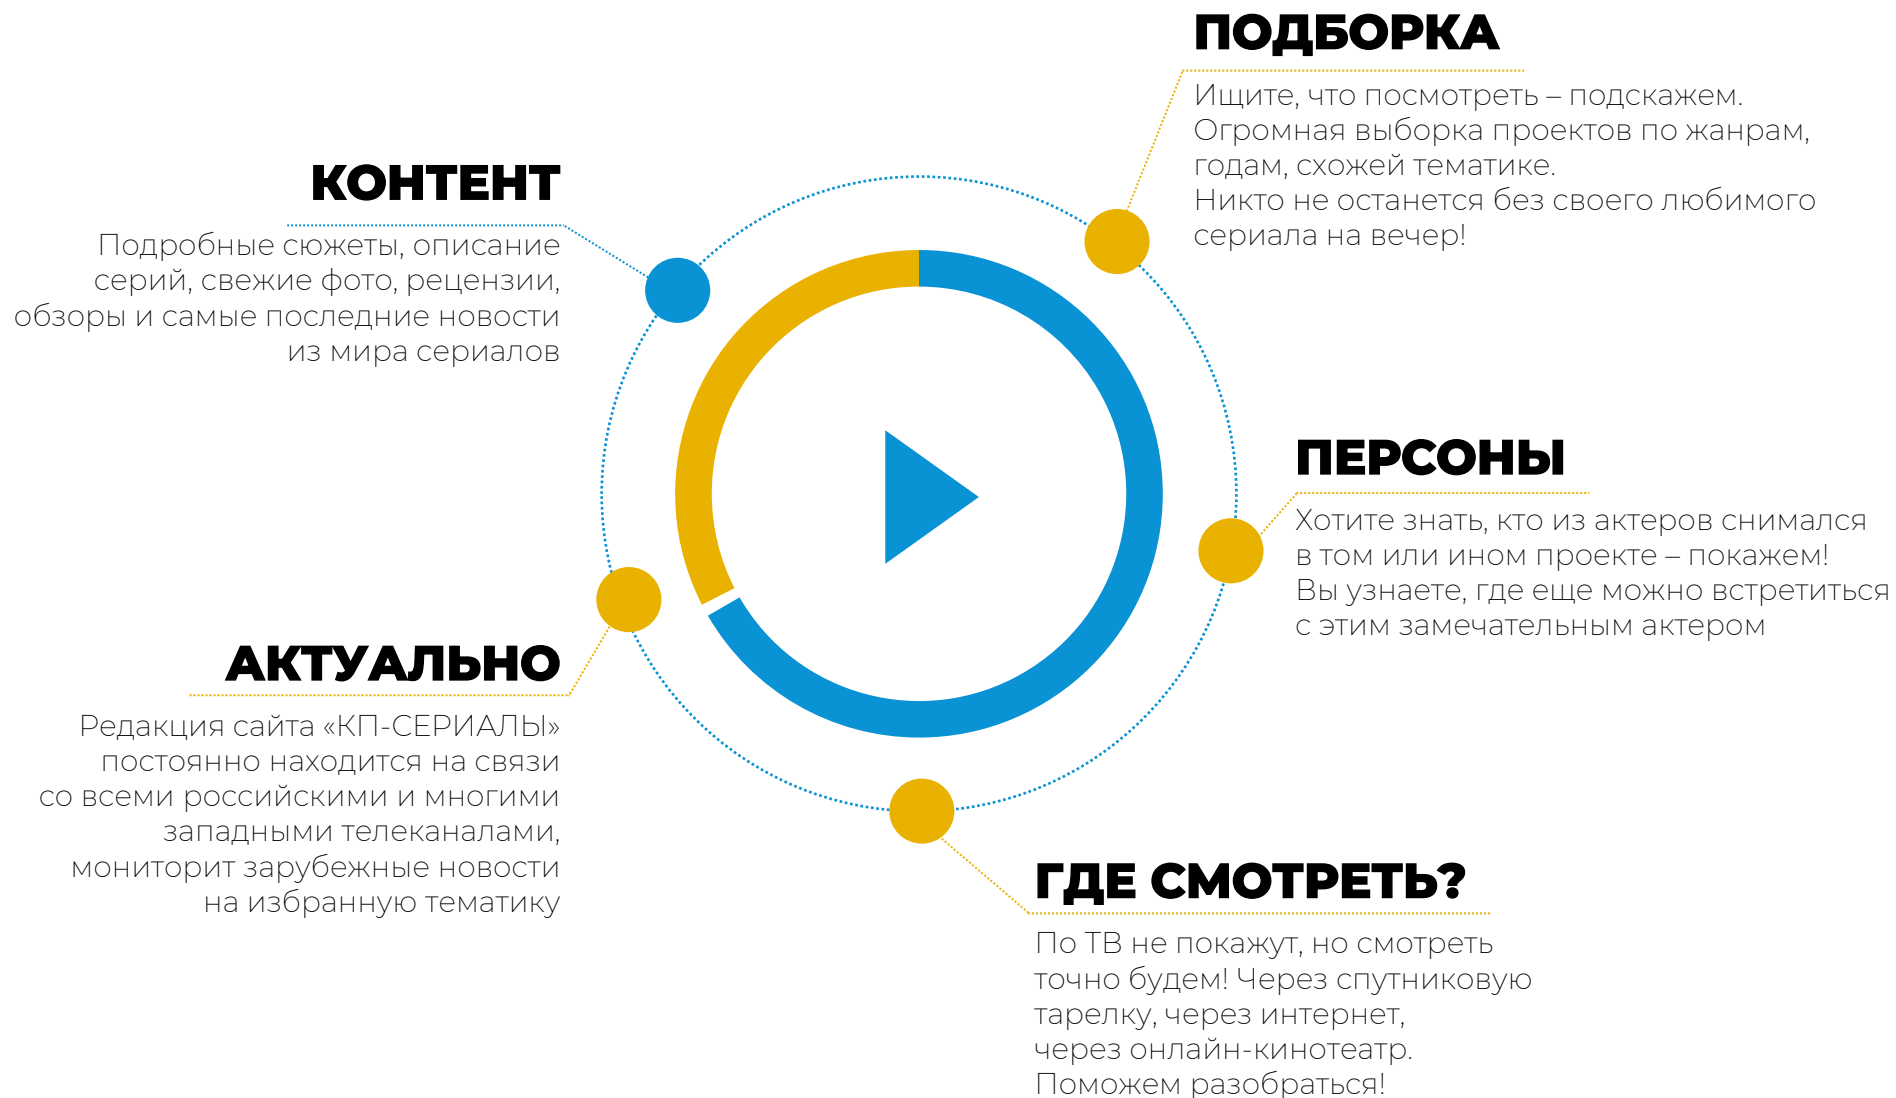 КОНТЕНТ
Подробные сюжеты, описание
серий, свежие фото, рецензии,
обзоры и самые последние новости
из мира сериалов
ПОДБОРКА
Ищите, что посмотреть – подскажем.
Огромная выборка проектов по жанрам,
годам, схожей тематике.
Никто не останется без своего любимого
сериала на вечер!
ПЕРСОНЫ
Хотите знать, кто из актеров снимался
в том или ином проекте – покажем!
Вы узнаете, где еще можно встретиться
с этим замечательным актером
АКТУАЛЬНО
Редакция сайта «КП-СЕРИАЛЫ»
постоянно находится на связи
со всеми российскими и многими
западными телеканалами,
мониторит зарубежные новости
на избранную тематику
ГДЕ СМОТРЕТЬ?
По ТВ не покажут, но смотреть
точно будем! Через спутниковую
тарелку, через интернет,
через онлайн-кинотеатр.
Поможем разобраться!